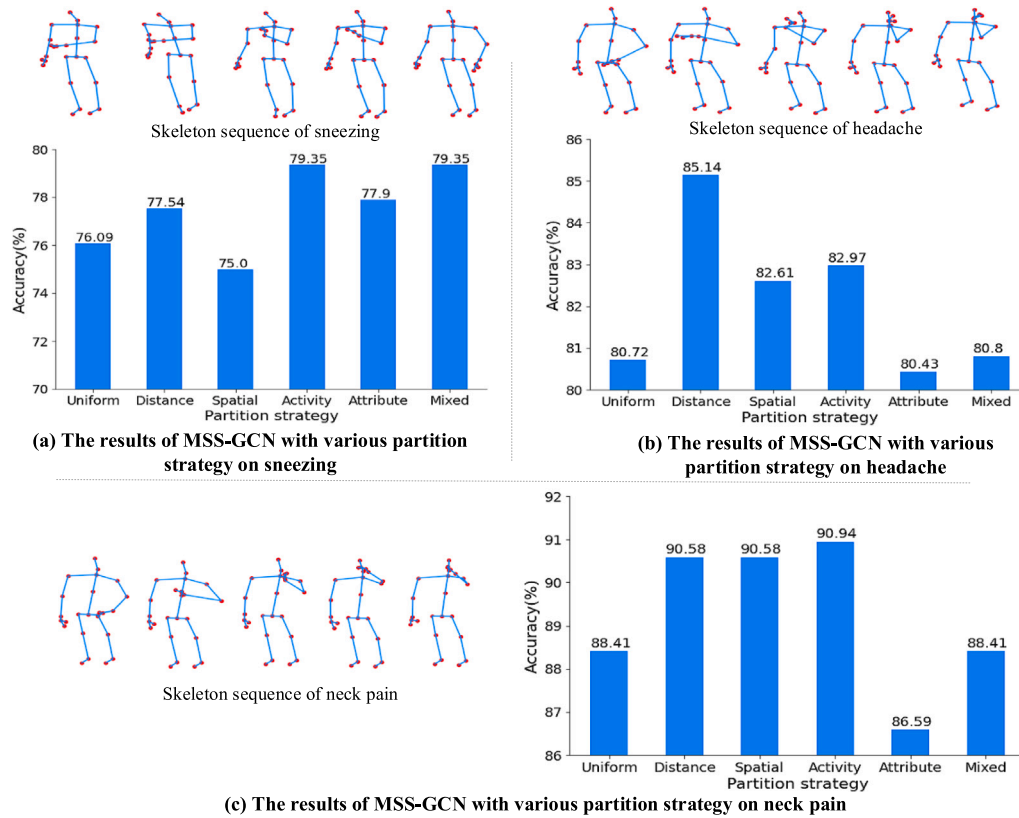 Skeleton sequence of sneezing
80
78
76
74
72
70
Accuracy(%)
76.09
77.54
75.0
79.35
77.9
79.35
Uniform Distance Spatial Activity Attribute Mixed
Partition strategy
(a) The results of MSS-GCN with various partition
strategy on sneezing
Skeleton sequence of headache
86
85
84
83
82
81
80
Accuracy(%)
80.72
85.14
82.61
82.97
80.43
80.8
Uniform Distance Spatial Activity Attribute Mixed
Partition strategy
(b) The results of MSS-GCN with various
partition strategy on headache
Skeleton sequence of neck pain
92
91
90
89
88
87
86
Accuracy(%)
88.41
90.58
90.58
90.94
86.59
88.41
Uniform Distance Spatial Activity Attribute Mixed
Partition strategy
(c) The results of MSS-GCN with various partition strategy on neck pain